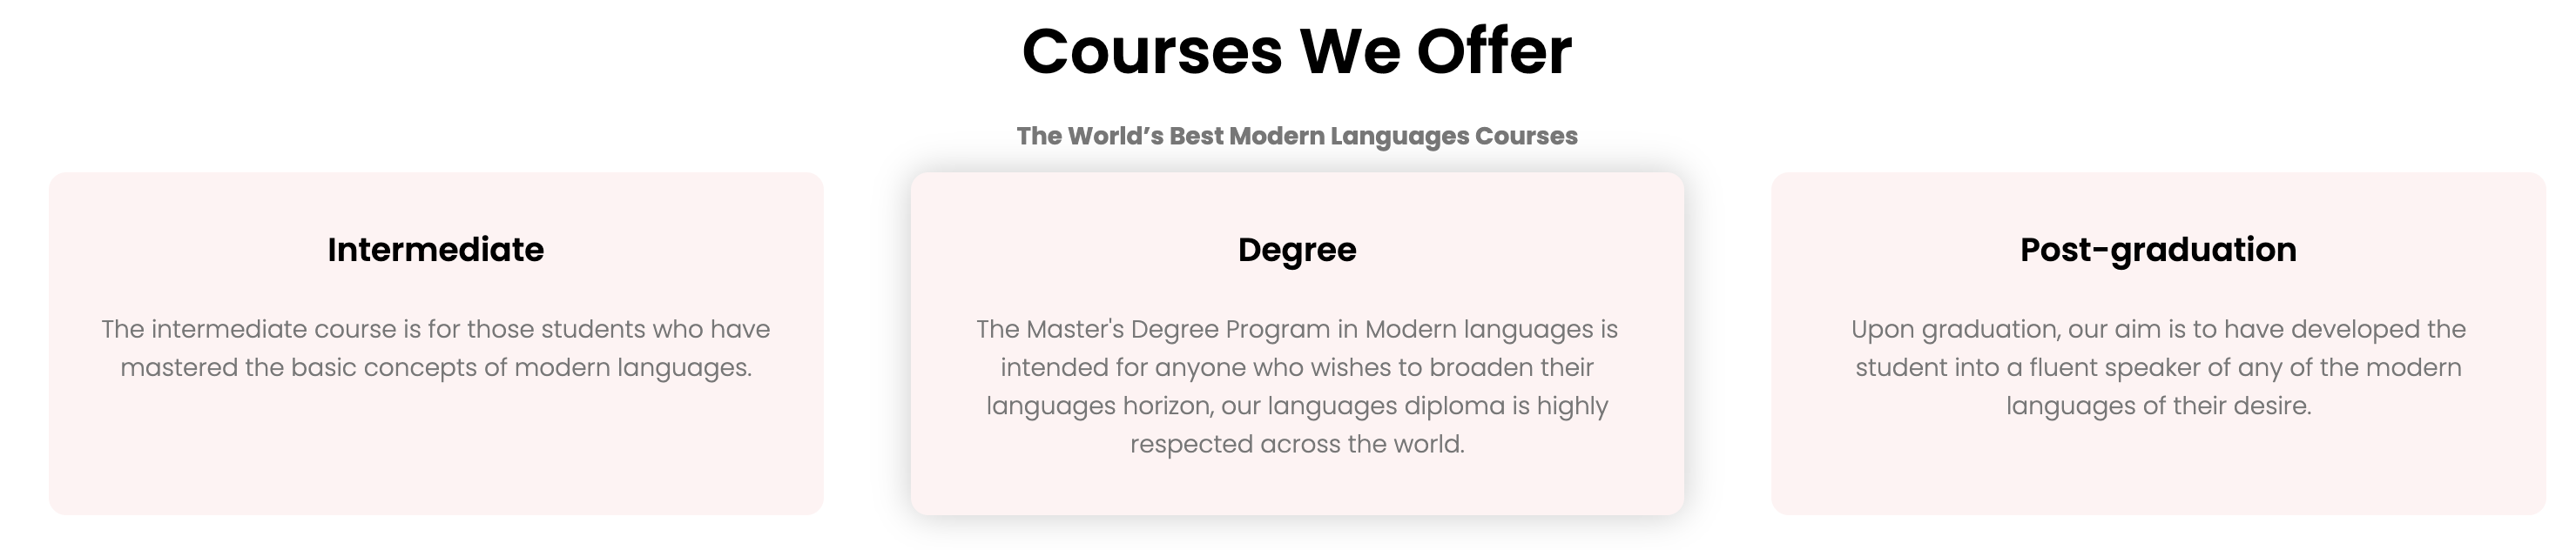 Courses We Offer
The World’s Best Modern Languages Courses
Intermediate
The intermediate course is for those students who have
mastered the basic concepts of modern languages.
Degree
The Master's Degree Program in Modern languages is
intended for anyone who wishes to broaden their
languages horizon, our languages diploma is highly
respected across the world.
Post-graduation
Upon graduation, our aim is to have developed the
student into a fluent speaker of any of the modern
languages of their desire.